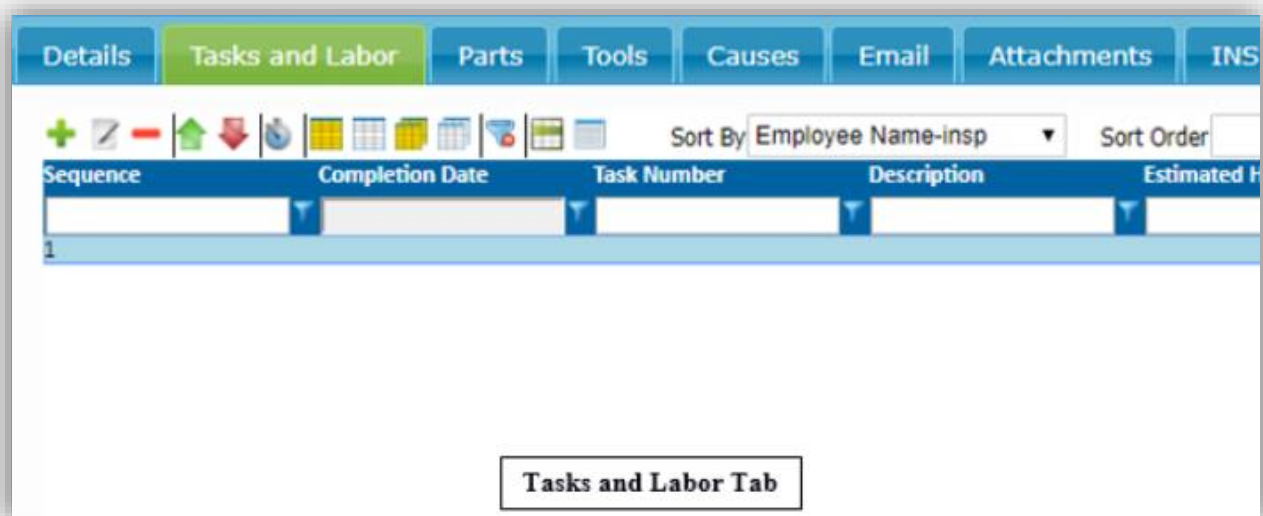 Details Tasks and Labor Parts Tools Causes Email Attachments INS
Sort By Employee Name-insp Sort Order
Sequence Completion Date Task Number Description Estimated H
1
Tasks and Labor Tab